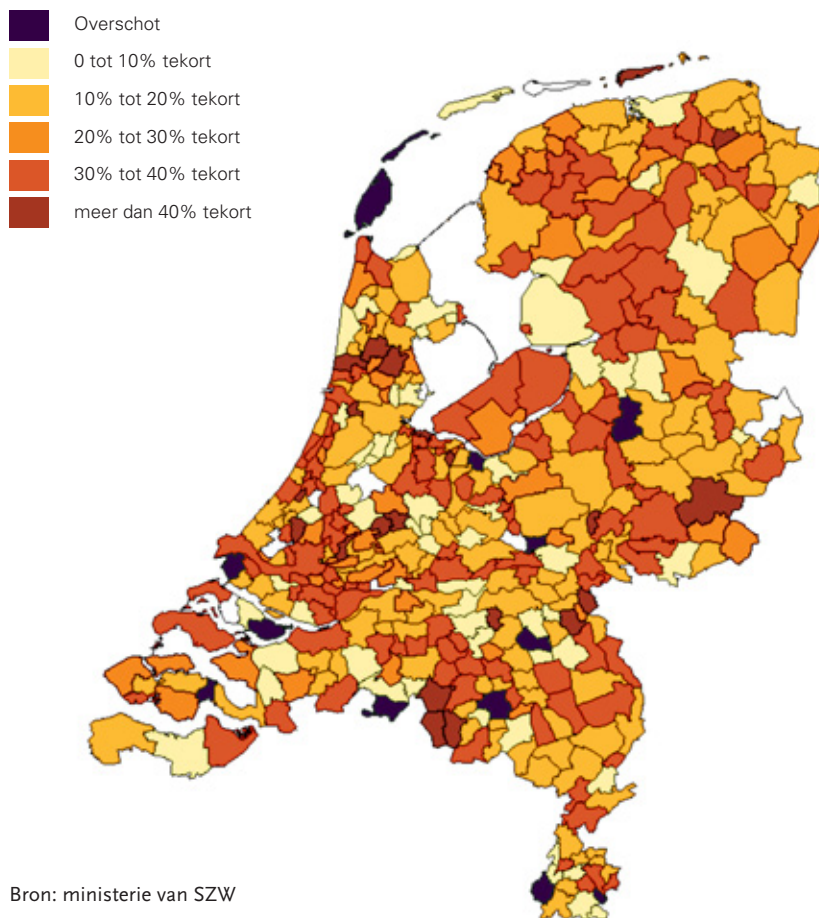 Overschot
0 tot 10% tekort
10% tot 20% tekort
20% tot 30% tekort
30% tot 40% tekort
meer dan 40% tekort
Bron: ministerie van SZW